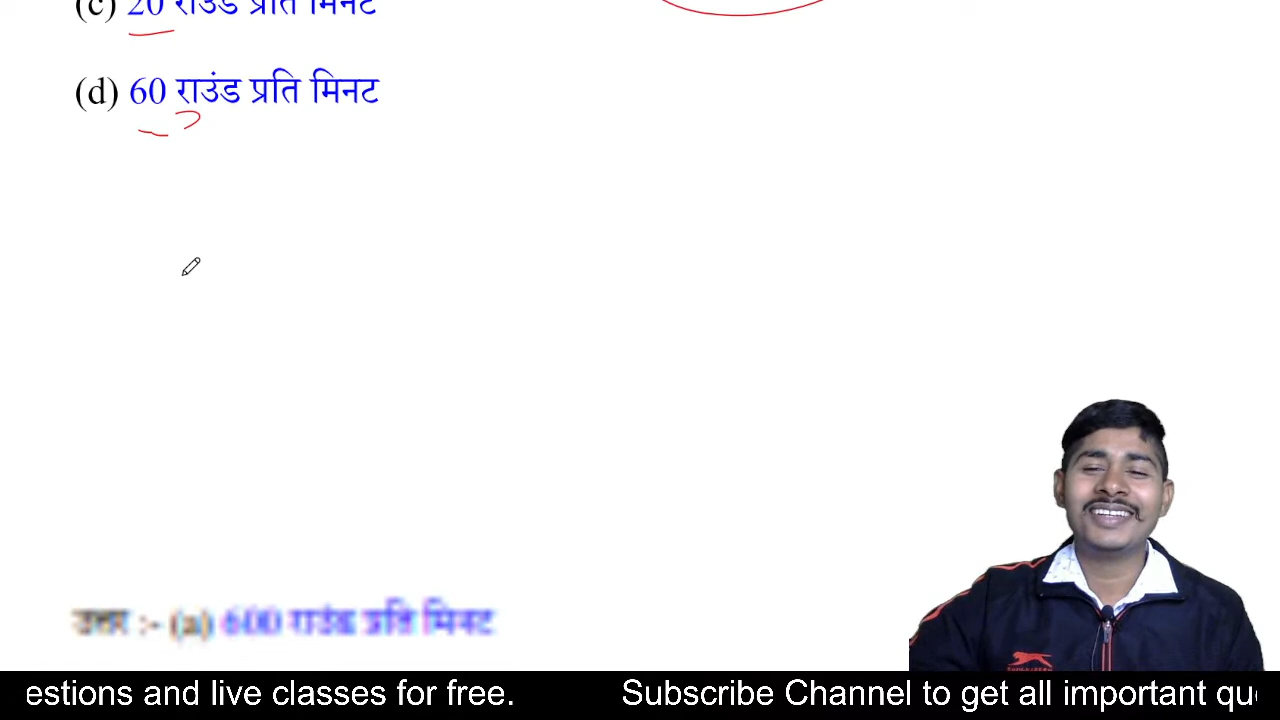 (c) 20 राउंड प्रति मिनट
(d) 60 राउंड प्रति मिनट
उत्तर :- (a) 600 राउंड प्रति मिनट
estions and live classes for free. Subscribe Channel to get all important que